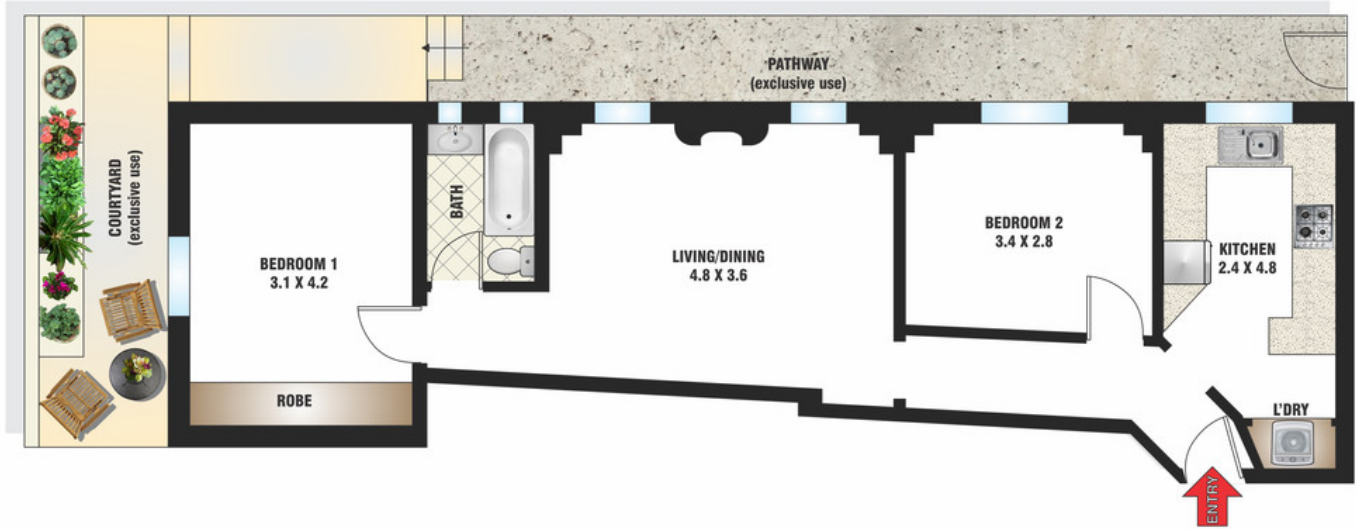 PATHWAY
(exclusive use)
COURTYARD
(exclusive use)
BEDROOM 1
3.1 X 4.2
ROBE
BATH
LIVING/DINING
4.8 X 3.6
BEDROOM 2
3.4 X 2.8
KITCHEN
2.4 X 4.8
L'DRY
ENTRY